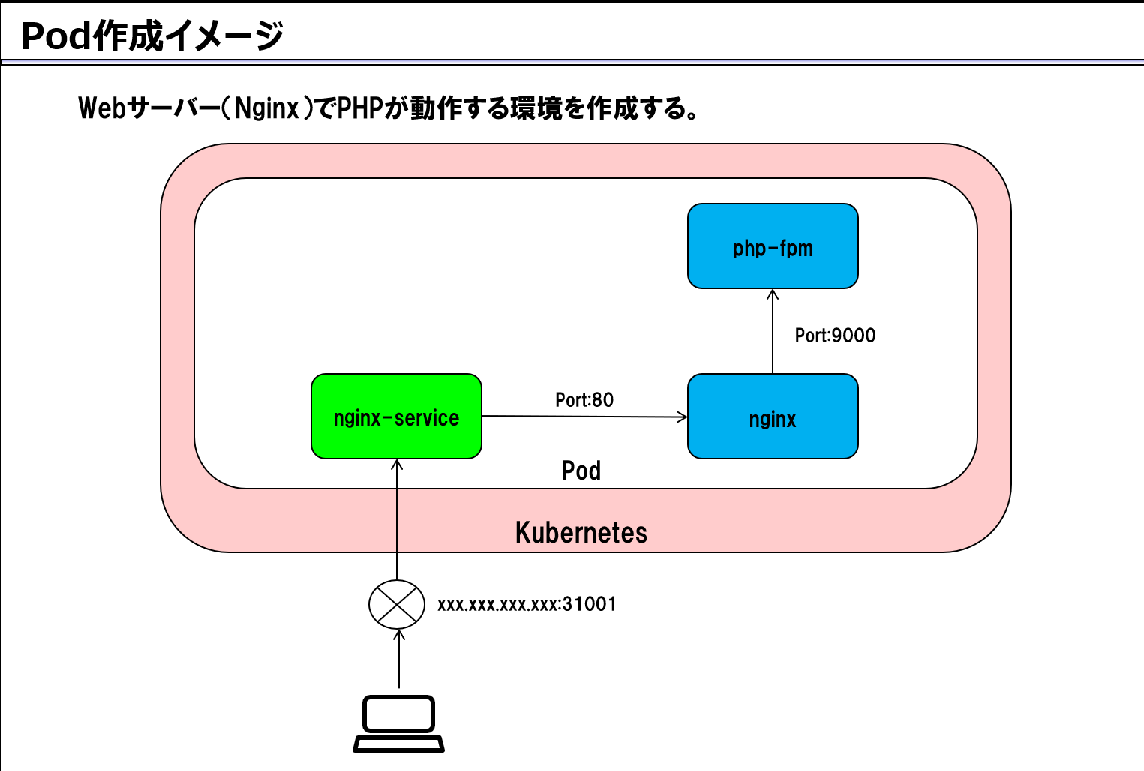 Pod作成イメージ
Webサーバー(Nginx)でPHPが動作する環境を作成する。
php-fpm
Port:9000
nginx-service
Port:80
nginx
Pod
Kubernetes
xxx.xxx.xxx.xxx:31001